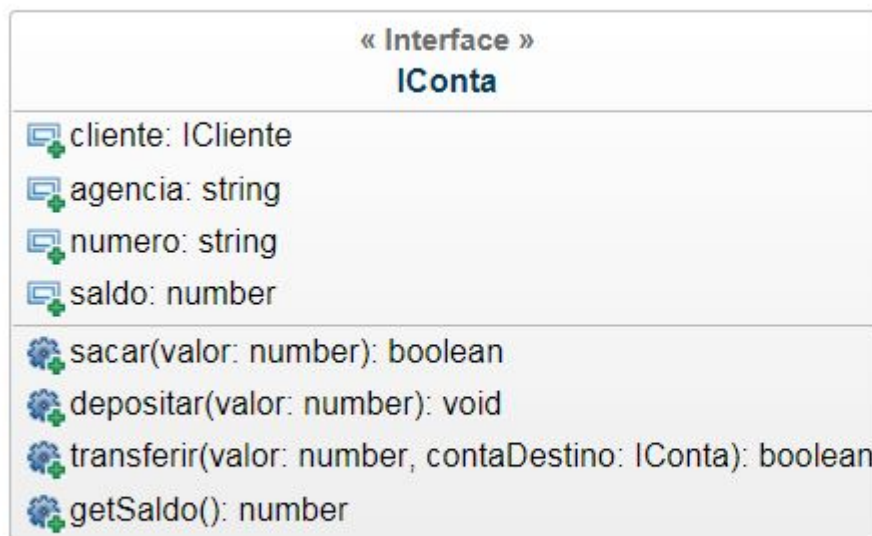 « Interface »
IConta
cliente: ICliente
agencia: string
numero: string
saldo: number
sacar(valor: number): boolean
depositar(valor: number): void
transferir(valor: number, contaDestino: IConta): boolean
getSaldo(): number